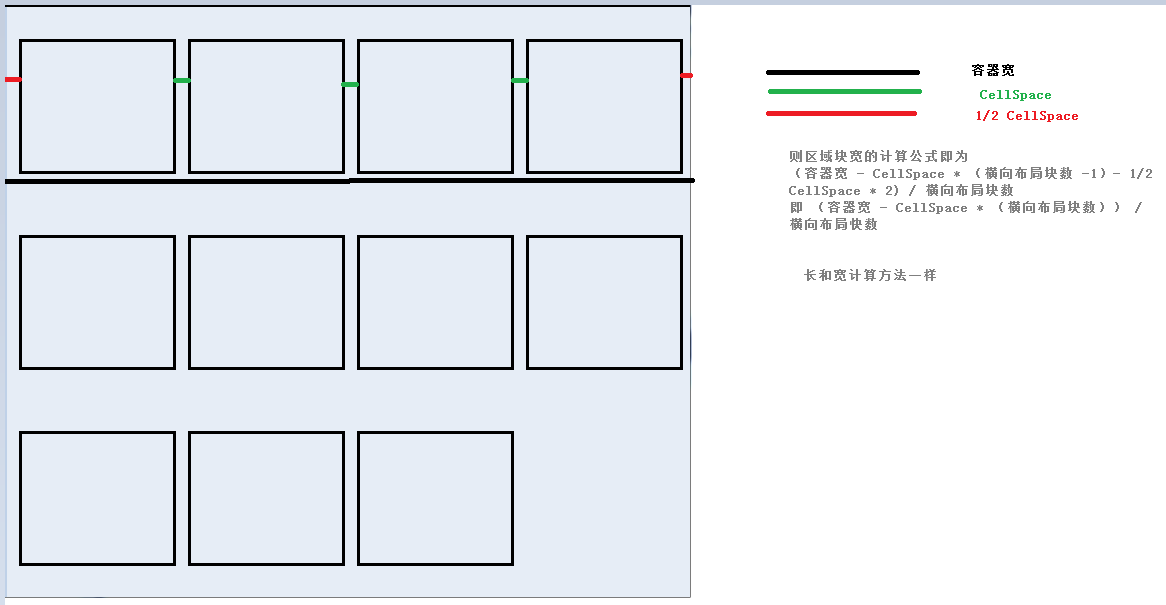 容器宽
CellSpace
1/2 CellSpace
则区域块宽的计算公式即为
（容器宽 - CellSpace * （横向布局块数 -1）- 1/2
CellSpace * 2) / 横向布局块数
即 （容器宽 - CellSpace * （横向布局块数）） /
横向布局快数
长和宽计算方法一样